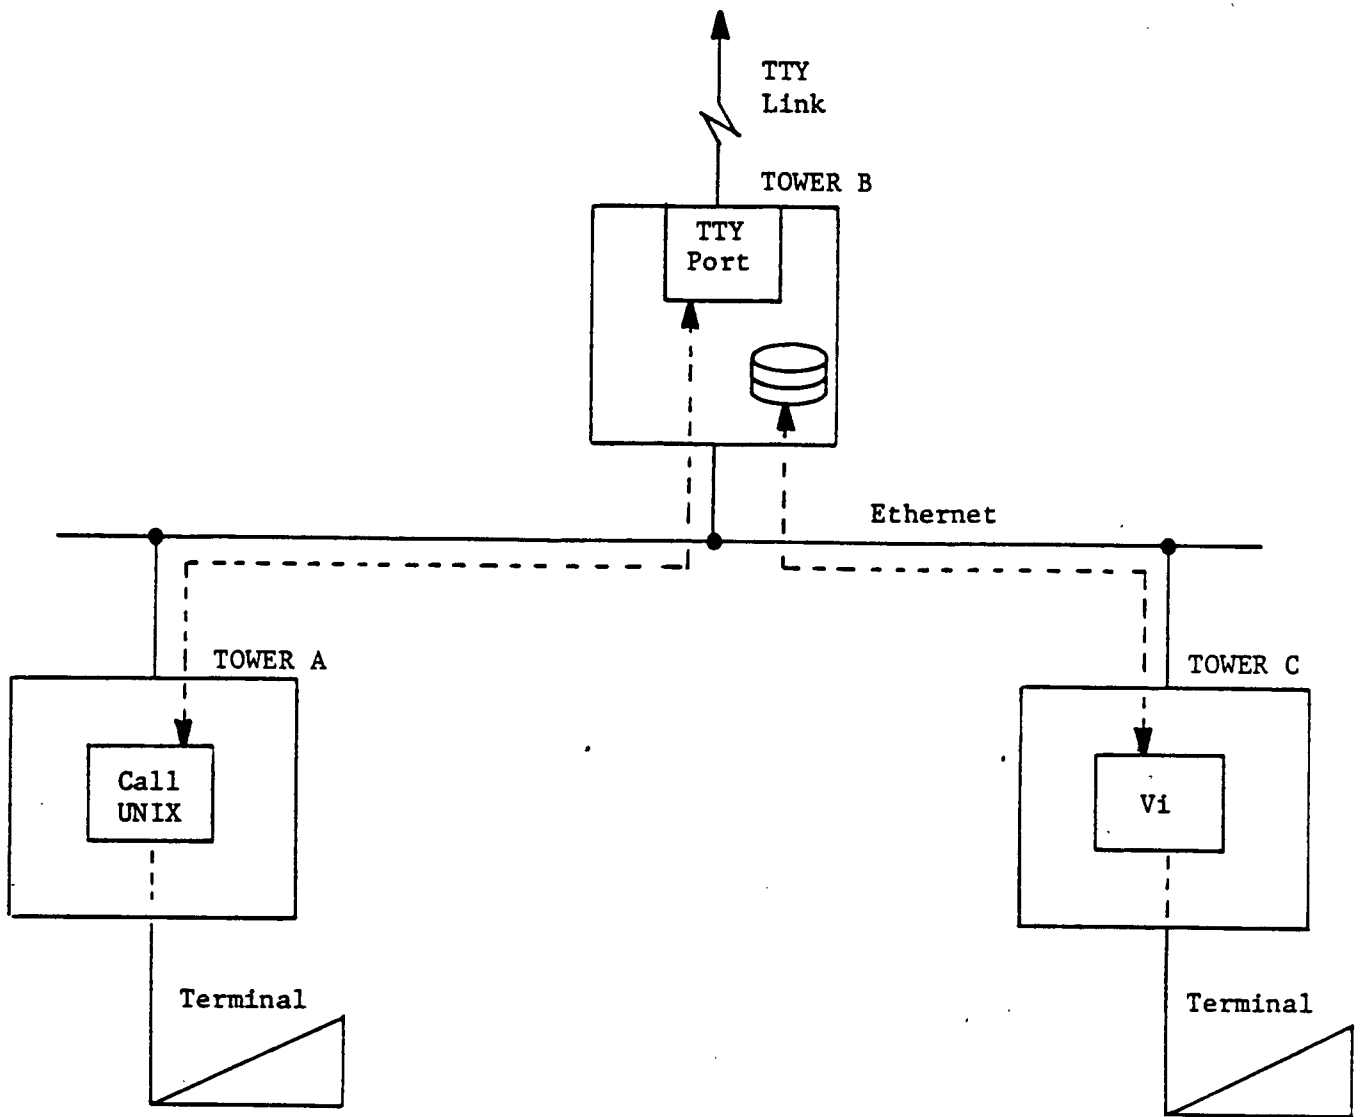 TTY
Link
TOWER B
TTY
Port
Ethernet
TOWER A
TOWER C
Call
UNIX
Vi
Terminal
Terminal